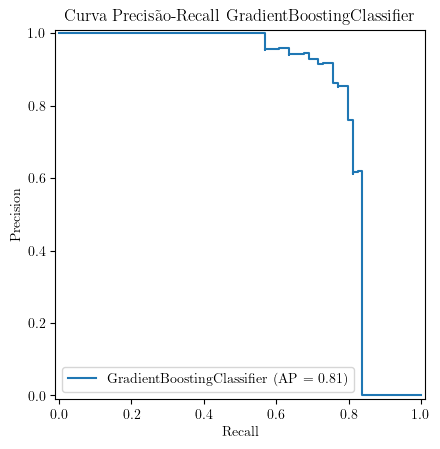 Curva Precisão-Recall GradientBoostingClassifier
1.0
0.8
0.6
0.4
0.2
0.0
Precision
GradientBoostingClassifier (AP = 0.81)
0.0 0.2 0.4 0.6 0.8 1.0
Recall